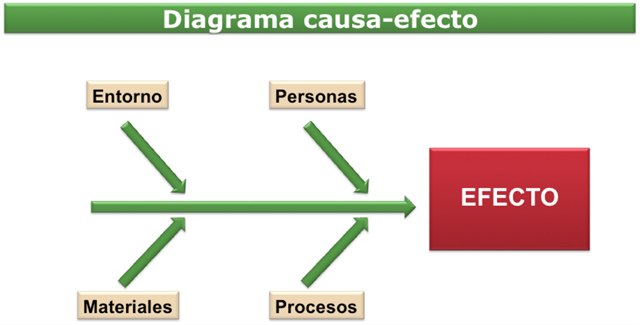 Diagrama causa-efecto
Entorno
Personas
EFECTO
Materiales
Procesos